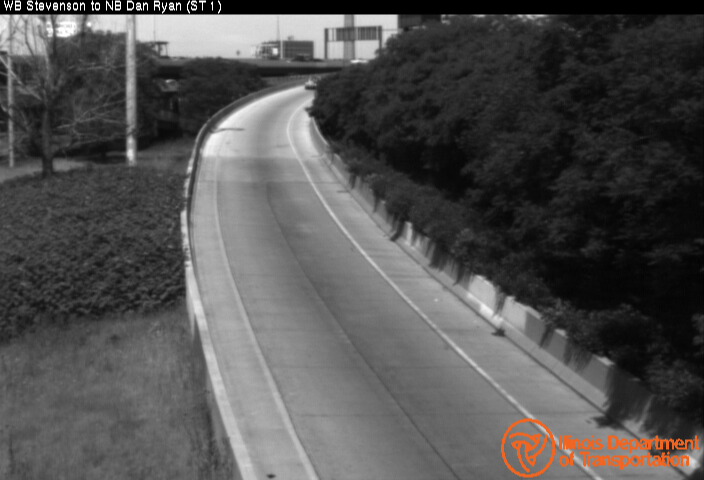 WB Stevenson to NB Dan Ryan (ST 1)
Illinois Department
of Transportation